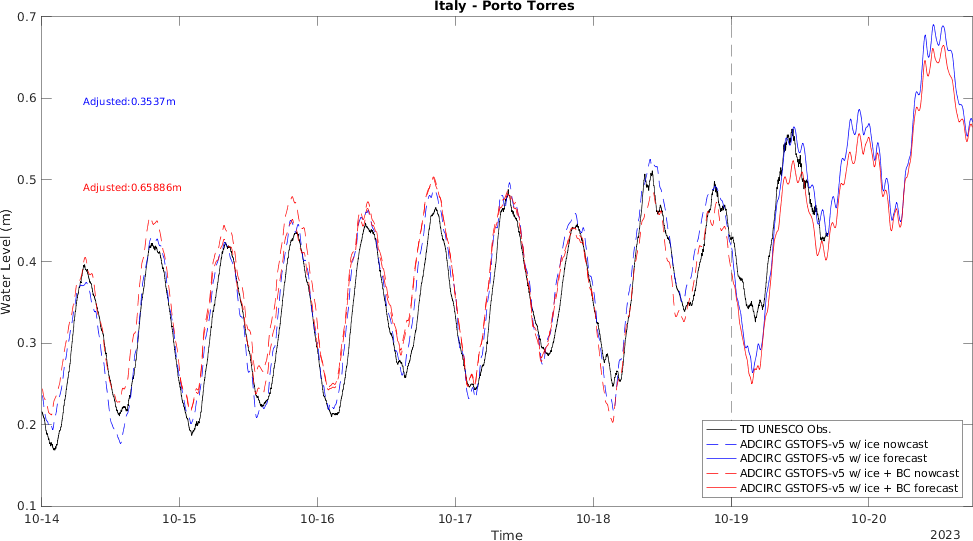 Italy - Porto Torres
0.7
0.6
0.5
0.4
0.3
0.2
0.1
Water Level (m)
Adjusted:0.3537m
Adjusted:0.65886m
TD UNESCO Obs.
ADCIRC GSTOFS-v5 w/ ice nowcast
ADCIRC GSTOFS-v5 w/ ice forecast
ADCIRC GSTOFS-v5 w/ ice + BC nowcast
ADCIRC GSTOFS-v5 w/ ice + BC forecast
10-14 10-15 10-16 10-17 10-18 10-19 10-20
Time
2023